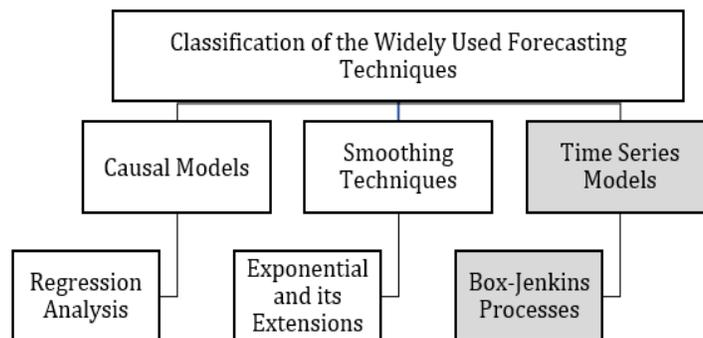 Classification of the Widely Used Forecasting
Techniques
Causal Models
Smoothing
Techniques
Time Series
Models
Regression
Analysis
Exponential
and its
Extensions
Box-Jenkins
Processes